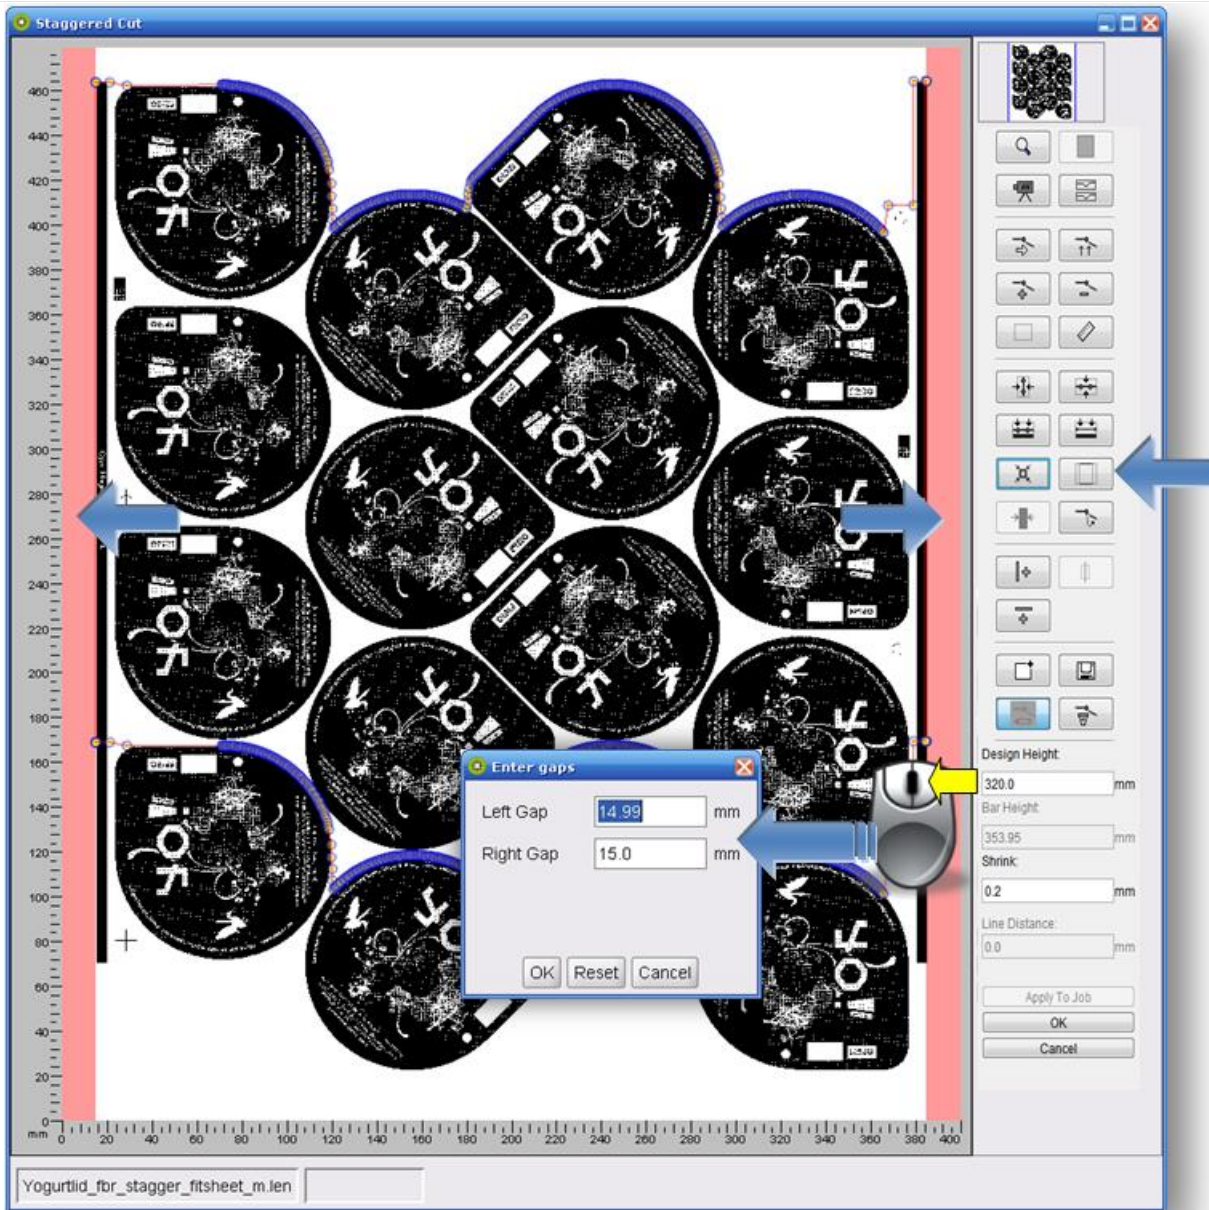 Staggered Cut
460
440
420
400
380
360
340
320
300
280
260
240
220
200
180
160
140
120
100
80
60
40
20
0
mm 0 20 40 60 80 100 120 140 160 180 200 220 240 260 280 300 320 340 360 380 400
Enter gaps
Left Gap 14.99 mm
Right Gap 15.0 mm
OK Reset Cancel
Design Height:
320.0 mm
Bar Height:
353.95 mm
Shrink:
0.2 mm
Line Distance:
0.0 mm
Apply To Job
OK
Cancel
Yogurtlid_fbr_stagger_fitsheet_m.len